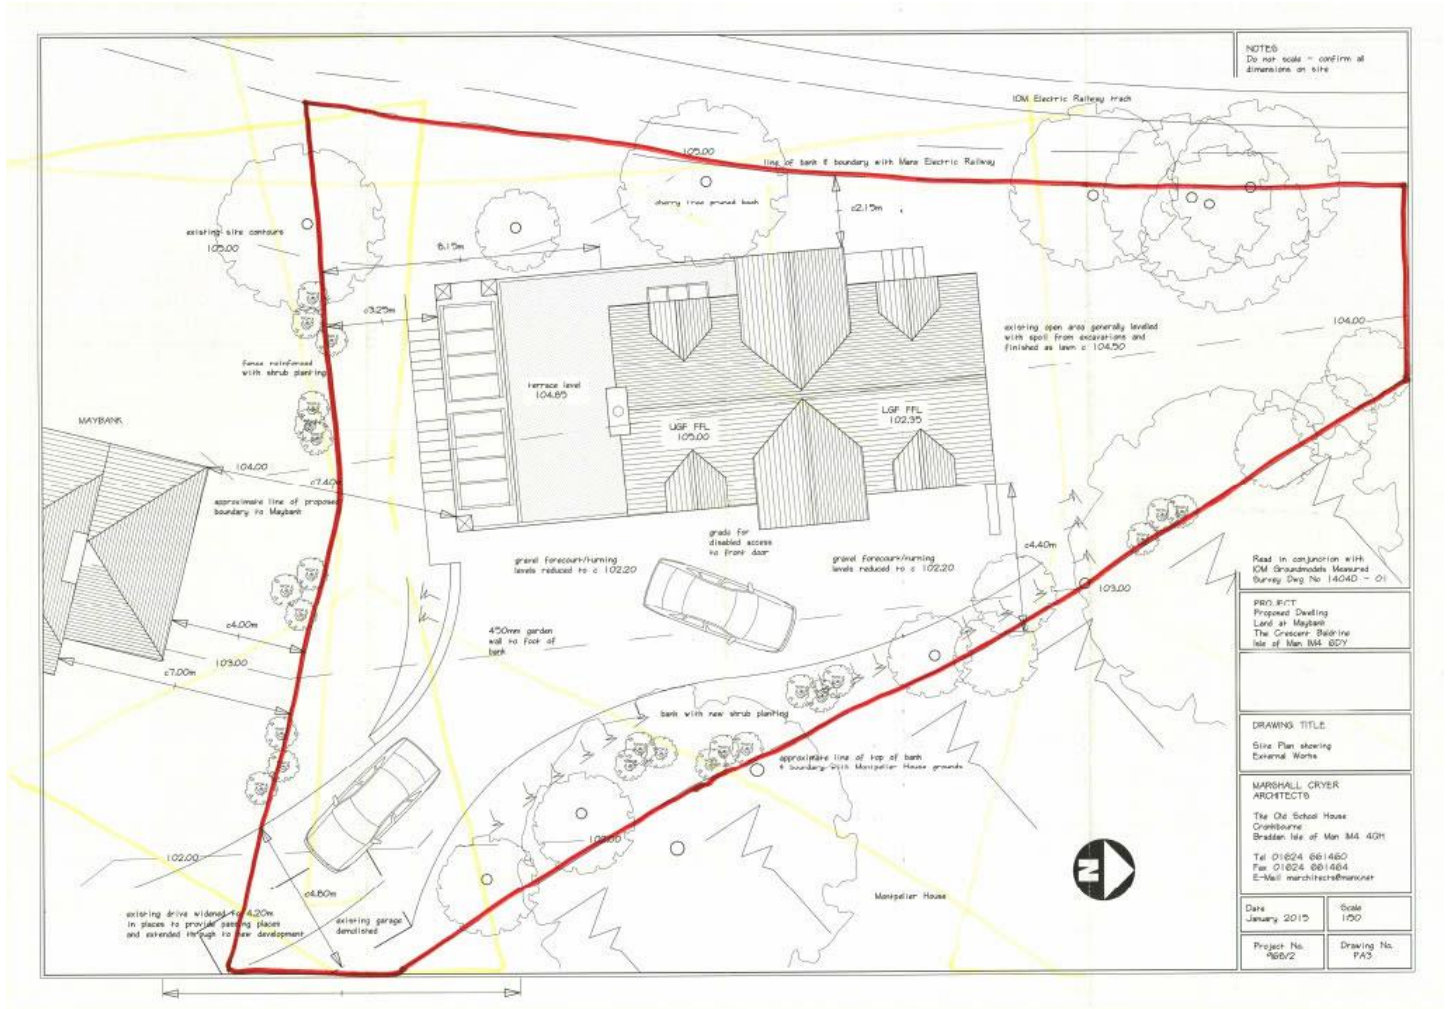 NOTES
Do not scale - confirm all
dimensions on site
IOM Electric Railway track
105.00
line of bank & boundary with Manx Electric Railway
cherry tree pruned back
c2.15m
existing site contours
105.00
6.15m
c3.25m
104.00
existing open area generally levelled
with spoil from excavations and
finished as lawn c 104.50
fence reinforced
with shrub planting
terrace level
104.85
MAYBANK
UGF FFL
105.00
LGF FFL
102.35
104.00
c7.40m
approximate line of proposed
boundary to Maybank
grade for
disabled access
to front door
gravel forecourt/turning
levels reduced to c 102.20
gravel forecourt/turning
levels reduced to c 102.20
c4.40m
103.00
Read in conjunction with
IOM Groundmodels Measured
Survey Dwg No 1404D - 01
PROJECT
Proposed Dwelling
Land at Maybank
The Crescent Baldrine
Isle of Man IM4 6DY
c4.00m
450mm garden
wall to foot of
bank
103.00
c7.00m
bank with new shrub planting
approximate line of top of bank
& boundary with Montpelier House grounds
DRAWING TITLE
Site Plan showing
External Works
MARSHALL CRYER
ARCHITECTS
The Old School House
Cronkbourne
Braddan Isle of Man IM4 4QH
Tel 01624 661460
Fax 01624 661464
E-Mail marchitects@manx.net
102.00
N
c4.80m
Montpelier House
existing drive widened to 4.20m
in places to provide passing places
and extended through to new development
existing garage
demolished
Date
January 2015
Scale
1:50
Project No.
966/2
Drawing No.
PA3